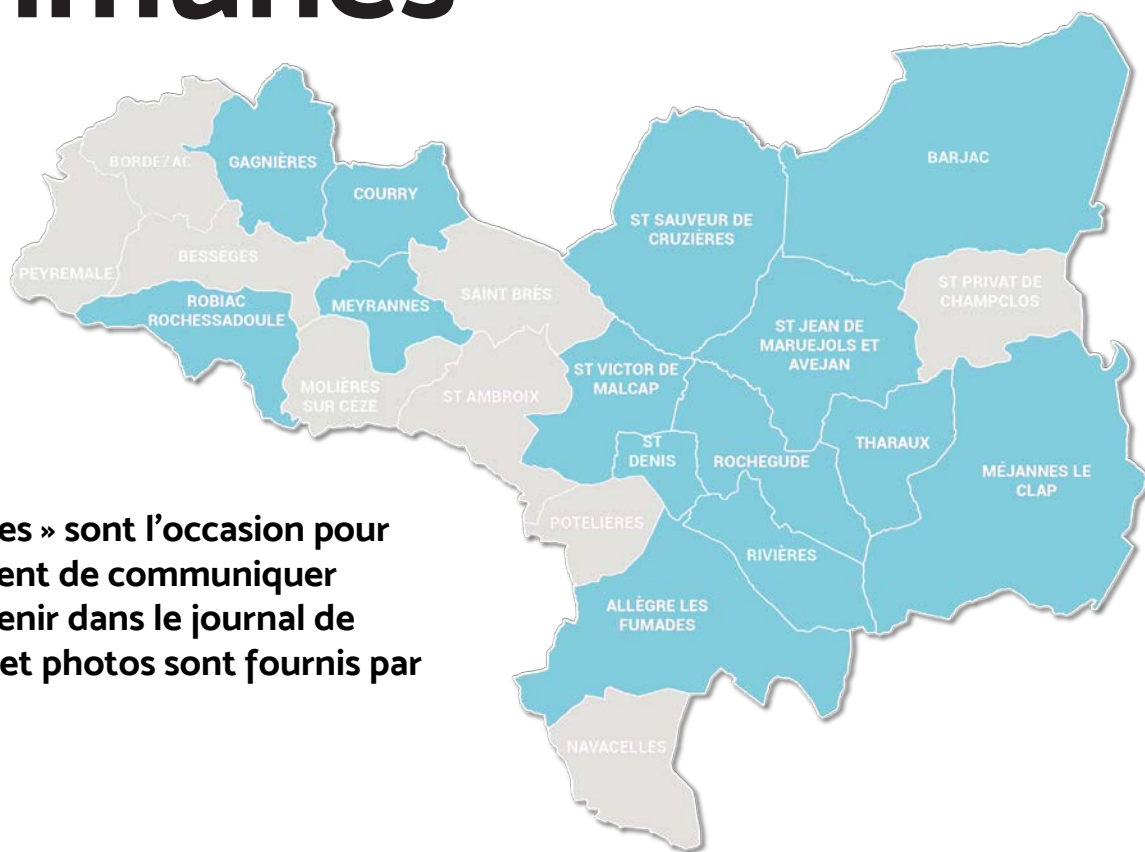 BARJAC
BORDEZAC
GAGNIÈRES
COURRY
ST SAUVEUR DE
CRUZIÈRES
BESSÈGES
PEYREMALE
ST PRIVAT DE
CHAMPCLOS
ROBIAC
ROCHESSADOULE
MEYRANNES
SAINT BRÈS
ST JEAN DE
MARUEJOLS ET
AVEJAN
ST VICTOR DE
MALCAP
MOLIÈRES
SUR CÈZE
ST AMBROIX
ST
DENIS
ROCHEGUDE
THARAUX
MÉJANNES LE
CLAP
es » sont l’occasion pour
ent de communiquer
enir dans le journal de
et photos sont fournis par
POTELIÈRES
RIVIÈRES
ALLÈGRE LES
FUMADES
NAVACELLES